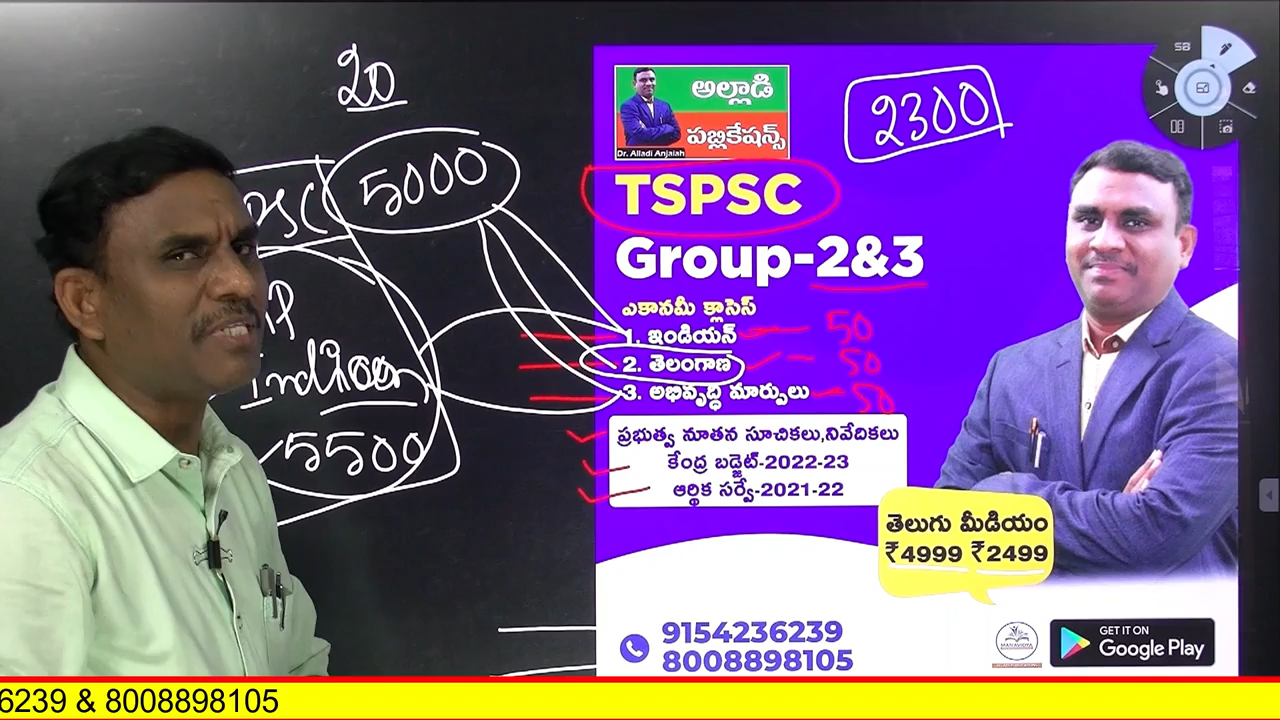 20
PSC 5000
AP
Indian
5500
అల్లాడి
పబ్లికేషన్స్
Dr. Alladi Anjaiah
2300
TSPSC
Group-2&3
ఎకానమీ క్లాసెస్
1. ఇండియన్ 50
2. తెలంగాణ 50
3. అభివృద్ధి మార్పులు 50
ప్రభుత్వ నూతన సూచికలు,నివేదికలు
కేంద్ర బడ్జెట్-2022-23
ఆర్థిక సర్వే-2021-22
తెలుగు మీడియం
₹4999 ₹2499
9154236239
8008898105
GET IT ON
Google Play
6239 & 8008898105